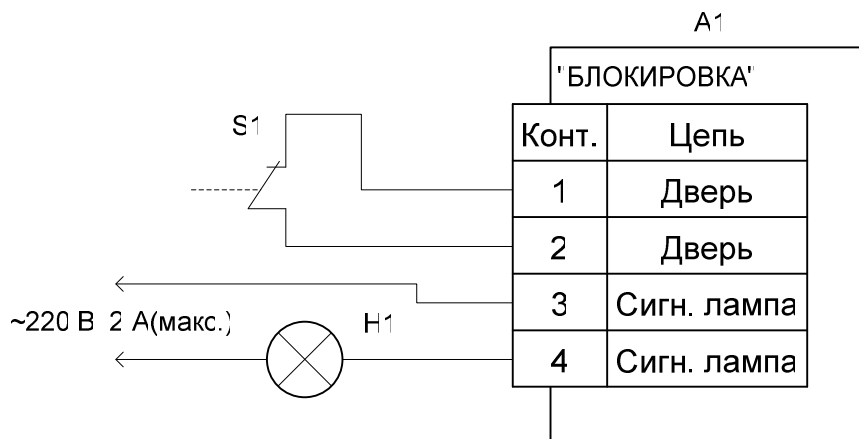 A1
"БЛОКИРОВКА"
S1
Конт. Цепь
1 Дверь
2 Дверь
3 Сигн. лампа
~220 В 2 А(макс.) H1
4 Сигн. лампа